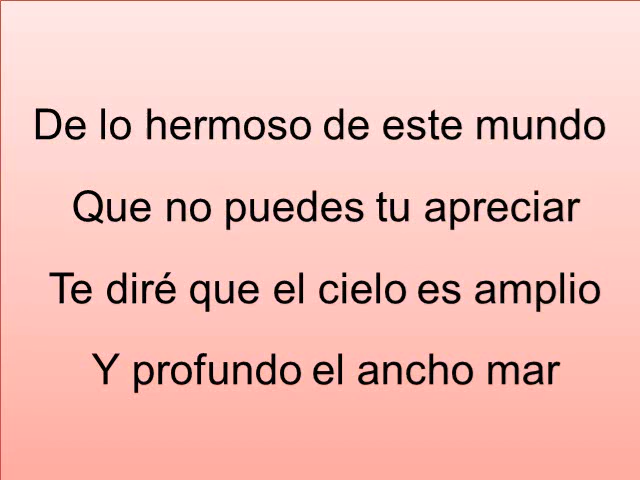 De lo hermoso de este mundo
Que no puedes tu apreciar
Te diré que el cielo es amplio
Y profundo el ancho mar